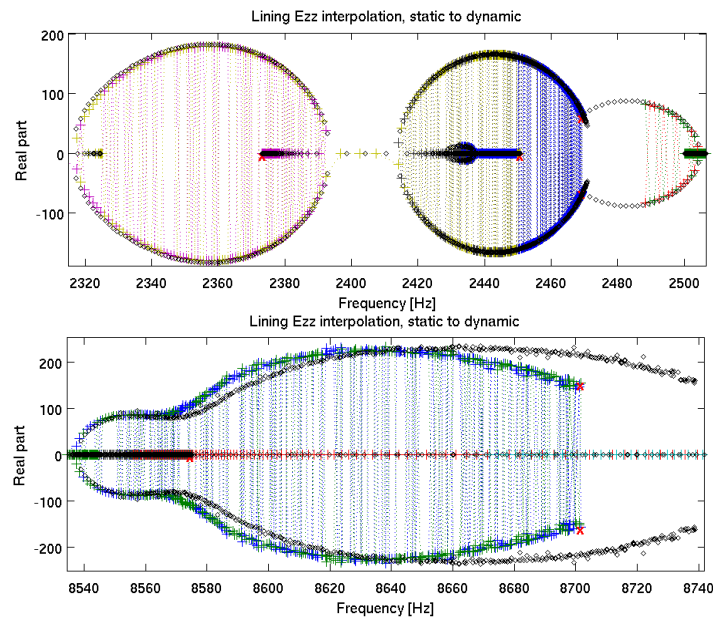 Lining Ezz interpolation, static to dynamic
200
100
0
-100
Real part
2320 2340 2360 2380 2400 2420 2440 2460 2480 2500
Frequency [Hz]
Lining Ezz interpolation, static to dynamic
200
100
0
-100
-200
Real part
8540 8560 8580 8600 8620 8640 8660 8680 8700 8720 8740
Frequency [Hz]